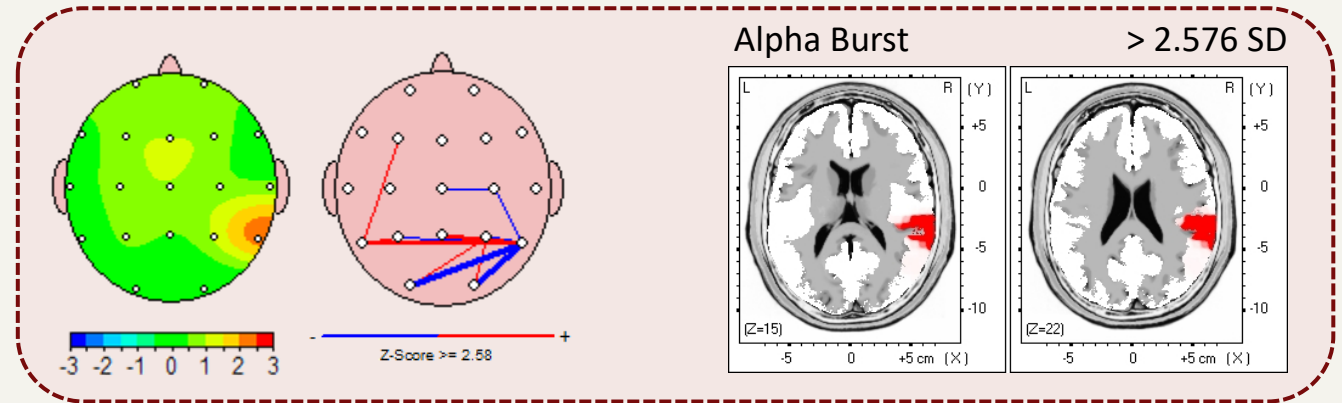 Alpha Burst > 2.576 SD
L R (Y)
+5
0
-5
-10
(Z=15)
-5 0 +5 cm (X)
L R (Y)
+5
0
-5
-10
(Z=22)
-5 0 +5 cm (X)
-3 -2 -1 0 1 2 3
- +
Z-Score >= 2.58